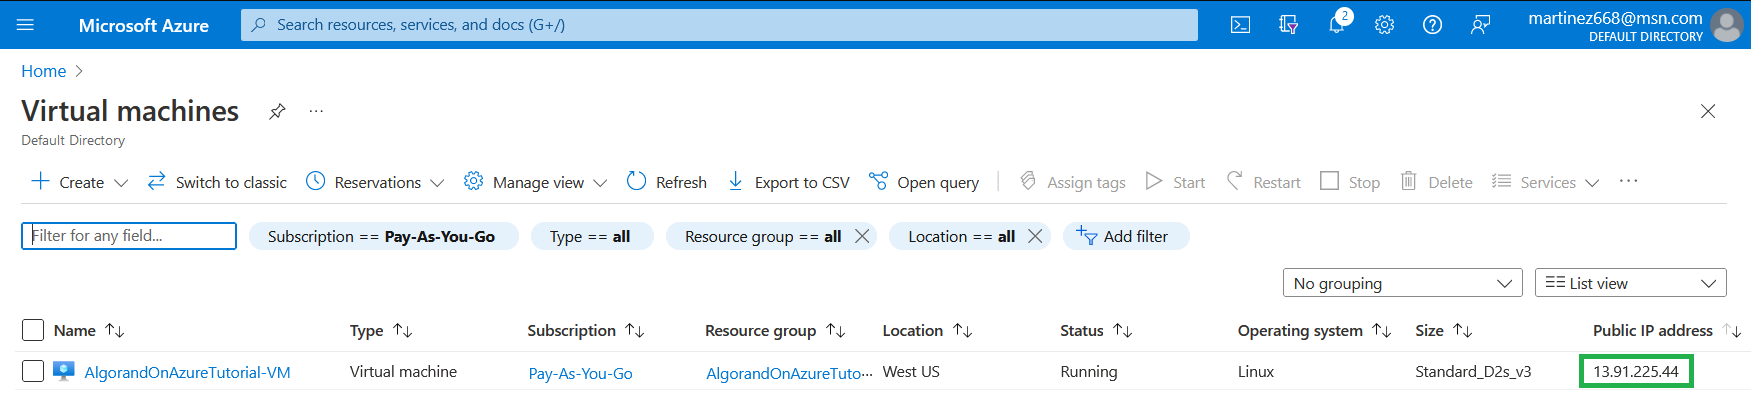 Microsoft Azure
Search resources, services, and docs (G+/)
2
martinez668@msn.com
DEFAULT DIRECTORY
Home
Virtual machines
...
Default Directory
Create
Switch to classic
Reservations
Manage view
Refresh
Export to CSV
Open query
Assign tags
Start
Restart
Stop
Delete
Services
...
Filter for any field...
Subscription == Pay-As-You-Go
Type == all
Resource group == all
Location == all
Add filter
No grouping
List view
Name Type Subscription Resource group Location Status Operating system Size Public IP address
AlgorandOnAzureTutorial-VM Virtual machine Pay-As-You-Go AlgorandOnAzureTuto... West US Running Linux Standard_D2s_v3 13.91.225.44